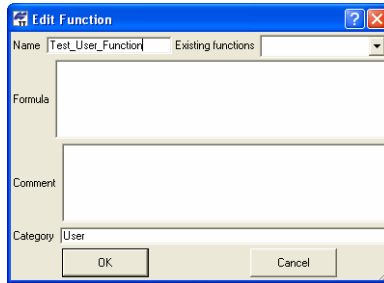 Edit Function
Name Test_User_Function Existing functions
Formula
Comment
Category User
OK Cancel